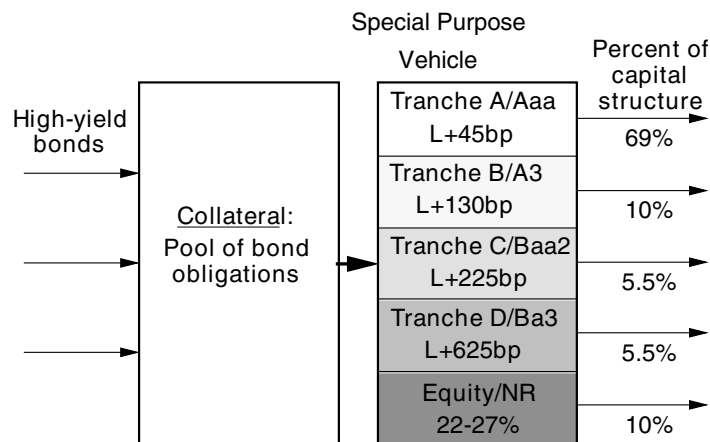 Special Purpose
Vehicle
Percent of
capital
structure
High-yield
bonds
Collateral:
Pool of bond
obligations
Tranche A/Aaa
L+45bp
69%
Tranche B/A3
L+130bp
10%
Tranche C/Baa2
L+225bp
5.5%
Tranche D/Ba3
L+625bp
5.5%
Equity/NR
22-27%
10%